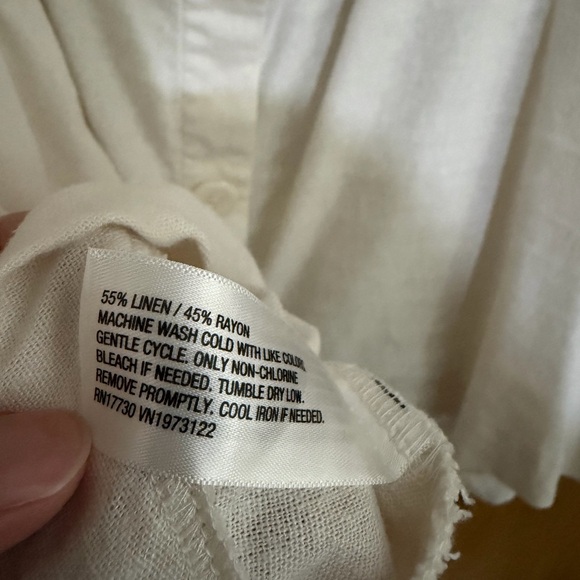 55% LINEN / 45% RAYON
MACHINE WASH COLD WITH LIKE COLORS.
GENTLE CYCLE. ONLY NON-CHLORINE
BLEACH IF NEEDED. TUMBLE DRY LOW.
REMOVE PROMPTLY. COOL IRON IF NEEDED.
RN17730 VN1973122